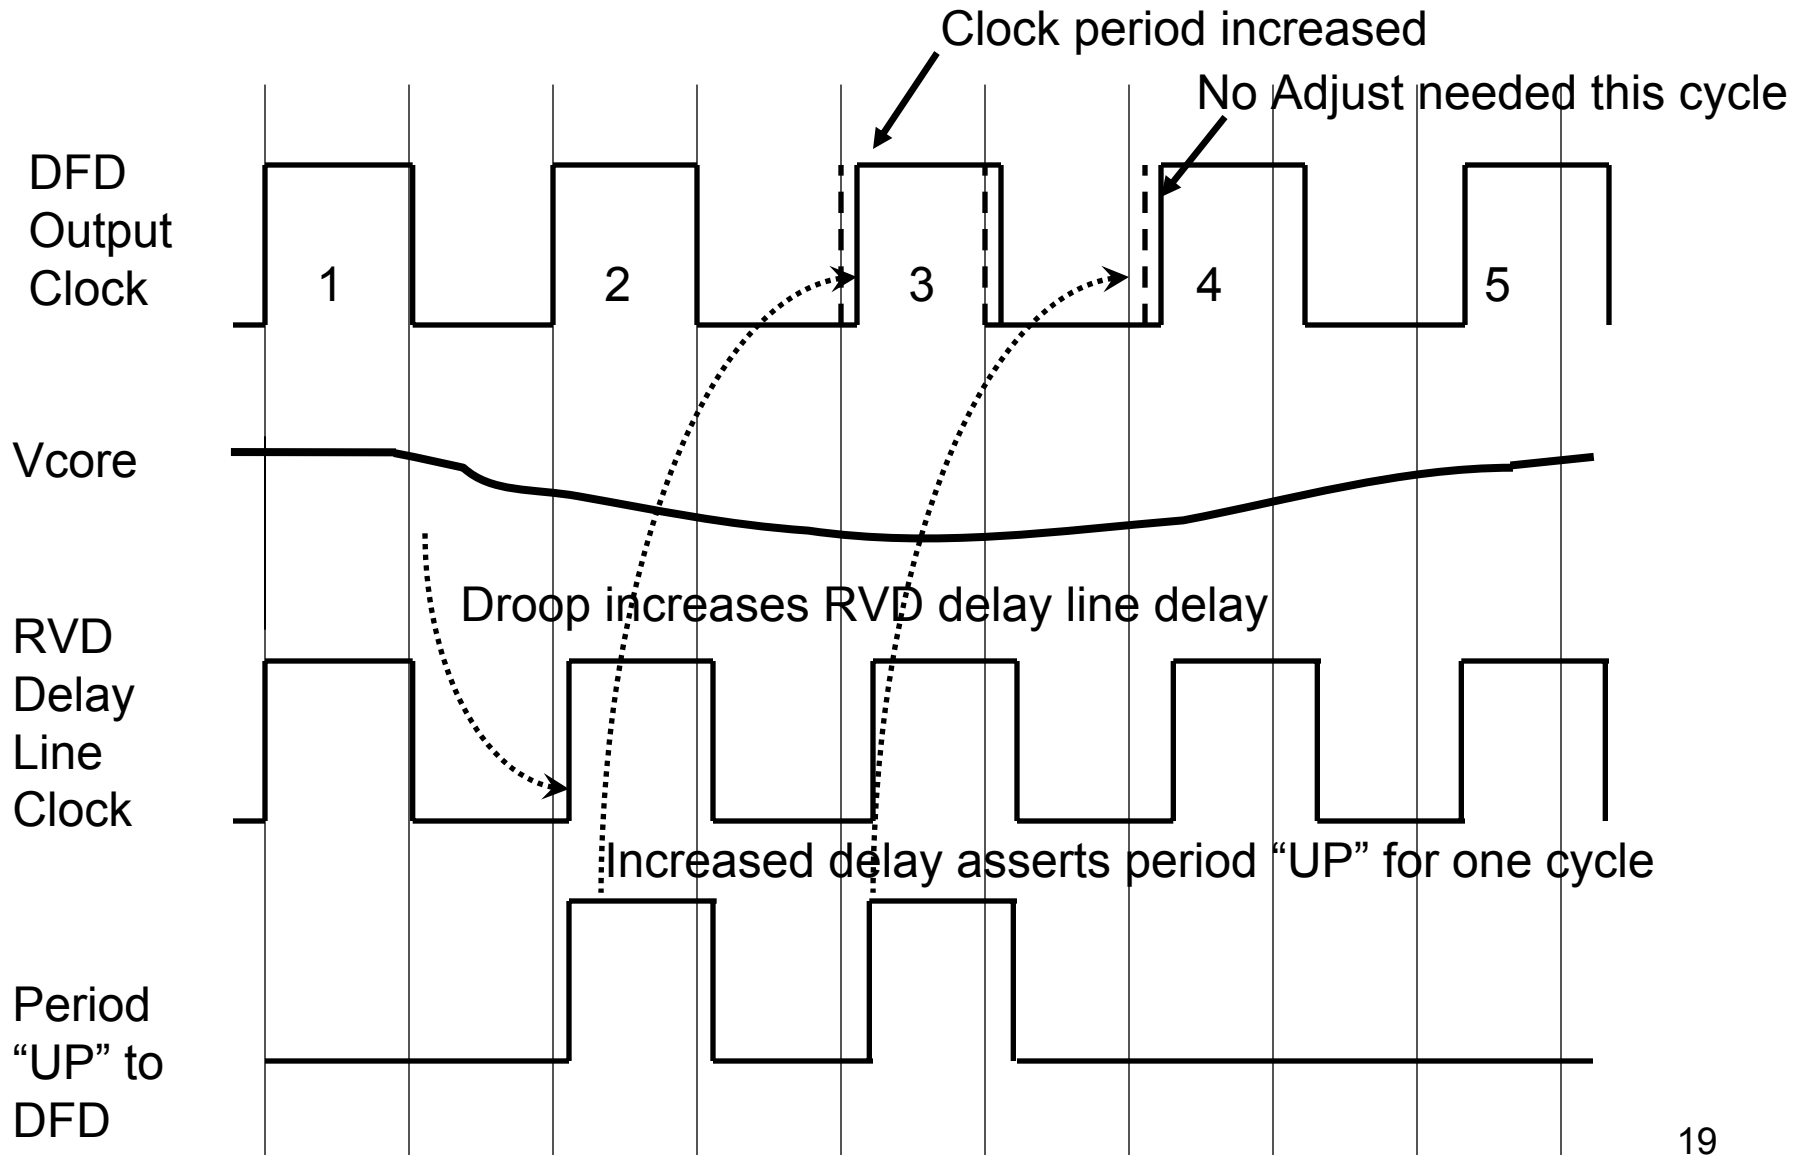 Clock period increased
No Adjust needed this cycle
DFD
Output
Clock
1
2
3
4
5
Vcore
Droop increases RVD delay line delay
RVD
Delay
Line
Clock
Increased delay asserts period “UP” for one cycle
Period
“UP” to
DFD
19